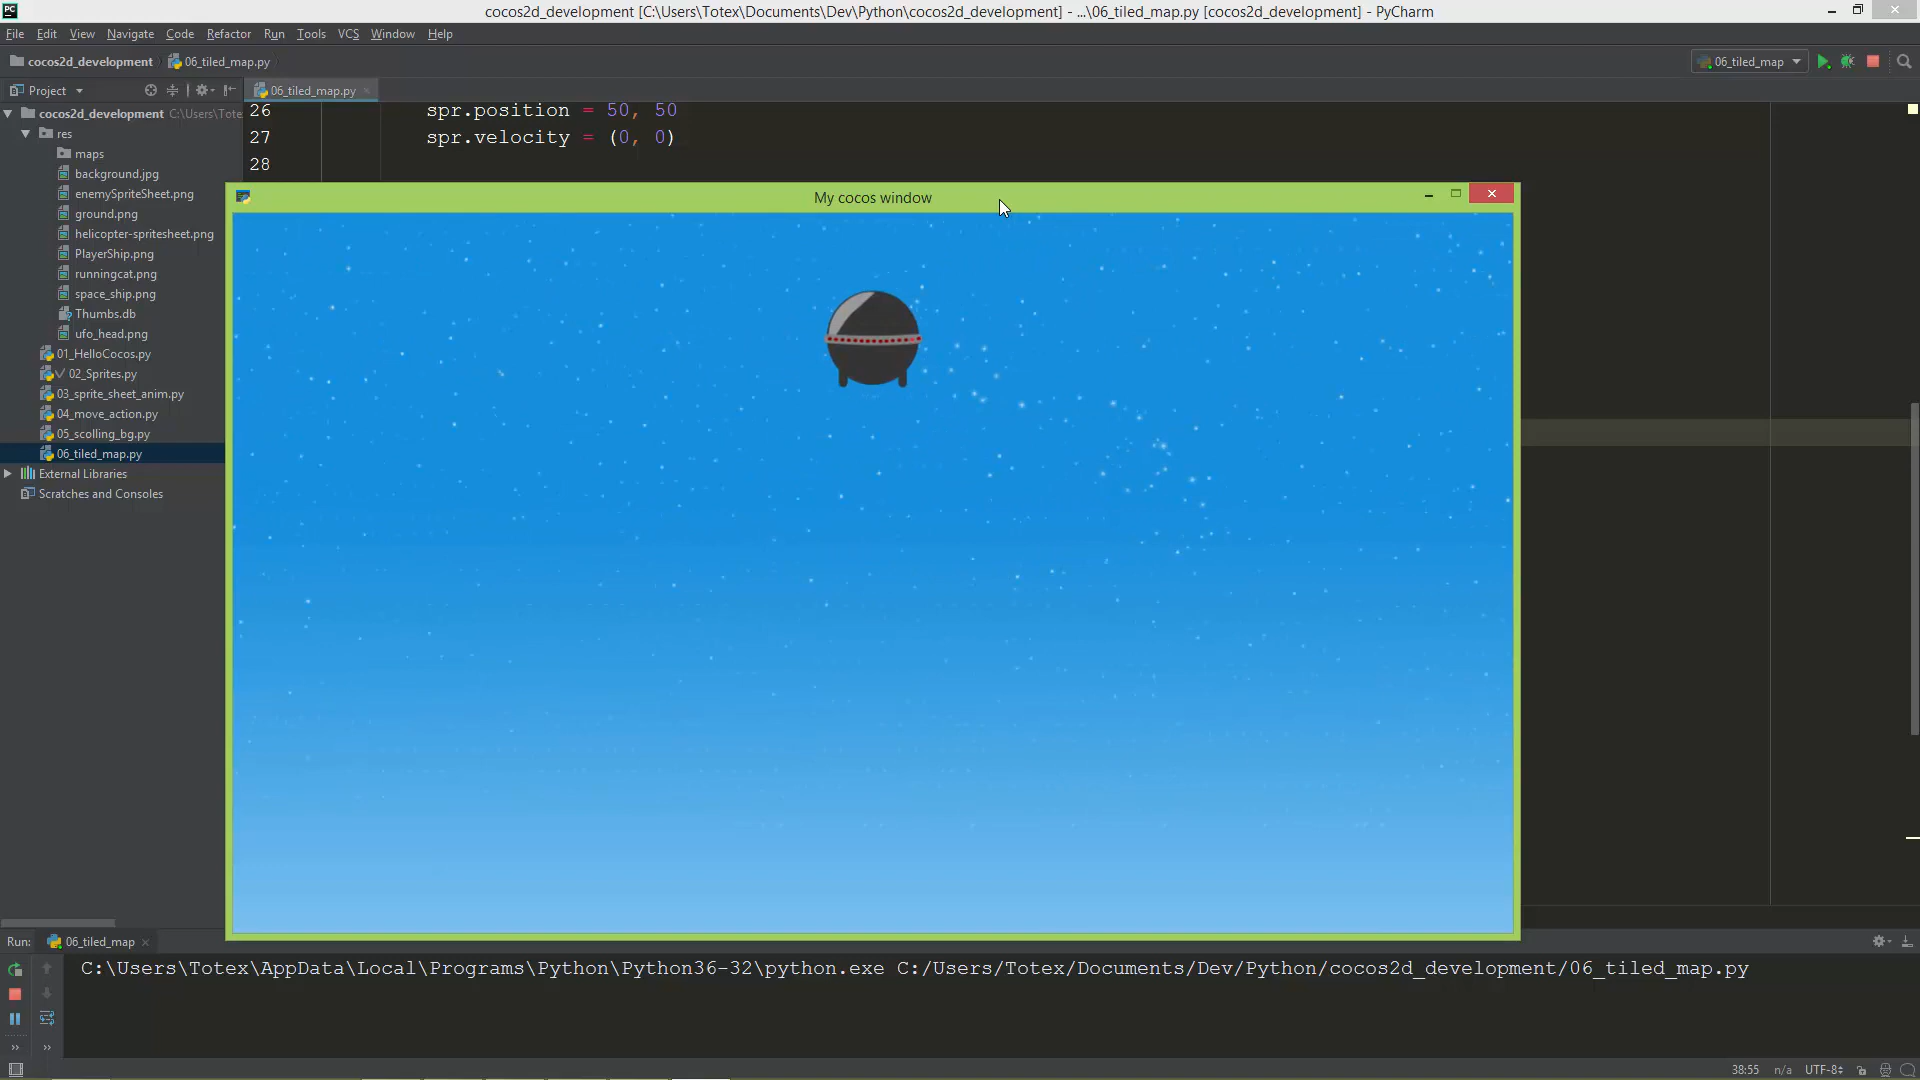 PC
cocos2d_development [C:\Users\Totex\Documents\Dev\Python\cocos2d_development] - ...\06_tiled_map.py [cocos2d_development] - PyCharm
File Edit View Navigate Code Refactor Run Tools VCS Window Help
cocos2d_development 06_tiled_map.py 06_tiled_map
Project 06_tiled_map.py
cocos2d_development C:\Users\Tote
res
maps
background.jpg
enemySpriteSheet.png
ground.png
helicopter-spritesheet.png
PlayerShip.png
runningcat.png
space_ship.png
Thumbs.db
ufo_head.png
01_HelloCocos.py
02_Sprites.py
03_sprite_sheet_anim.py
04_move_action.py
05_scolling_bg.py
06_tiled_map.py
External Libraries
Scratches and Consoles
26 spr.position = 50, 50
27 spr.velocity = (0, 0)
28
My cocos window
Run: 06_tiled_map
C:\Users\Totex\AppData\Local\Programs\Python\Python36-32\python.exe C:/Users/Totex/Documents/Dev/Python/cocos2d_development/06_tiled_map.py
38:55 n/a UTF-8